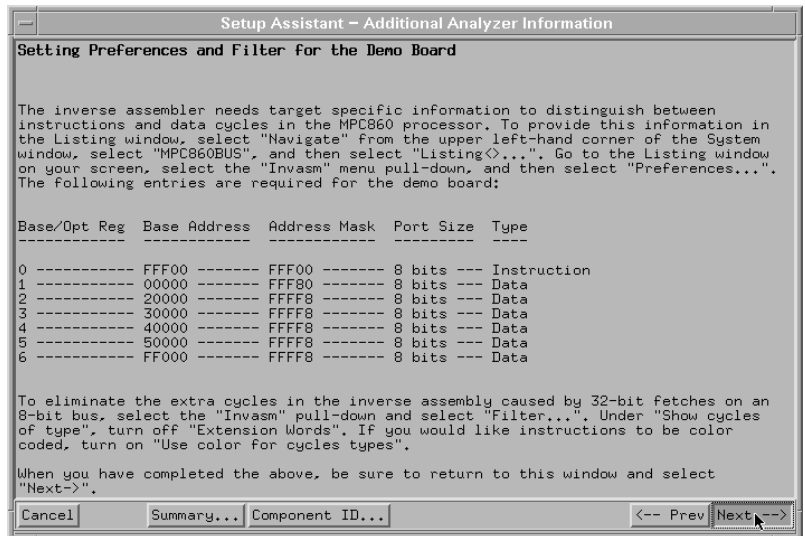 Setup Assistant – Additional Analyzer Information
Setting Preferences and Filter for the Demo Board
The inverse assembler needs target specific information to distinguish between
instructions and data cycles in the MPC860 processor. To provide this information in
the Listing window, select "Navigate" from the upper left-hand corner of the System
window, select "MPC860BUS", and then select "Listing<>...". Go to the Listing window
on your screen, select the "Invasm" menu pull-down, and then select "Preferences...".
The following entries are required for the demo board:
Base/Opt Reg  Base Address  Address Mask  Port Size  Type
------------  ------------  ------------  ---------  ----
0 ----------- FFF00 ------- FFF00 ------- 8 bits --- Instruction
1 ----------- 00000 ------- FFF80 ------- 8 bits --- Data
2 ----------- 20000 ------- FFFF8 ------- 8 bits --- Data
3 ----------- 30000 ------- FFFF8 ------- 8 bits --- Data
4 ----------- 40000 ------- FFFF8 ------- 8 bits --- Data
5 ----------- 50000 ------- FFFF8 ------- 8 bits --- Data
6 ----------- FF000 ------- FFFF8 ------- 8 bits --- Data
To eliminate the extra cycles in the inverse assembly caused by 32-bit fetches on an
8-bit bus, select the "Invasm" pull-down and select "Filter...". Under "Show cycles
of type", turn off "Extension Words". If you would like instructions to be color
coded, turn on "Use color for cycles types".
When you have completed the above, be sure to return to this window and select
"Next->".
Cancel Summary... Component ID... <-- Prev Next -->